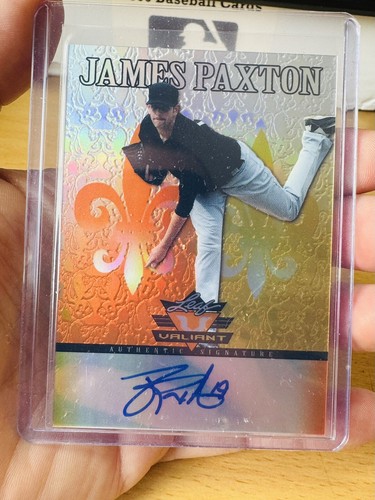 Baseball Cards
JAMES PAXTON
Leaf
VALIANT
AUTHENTIC SIGNATURE